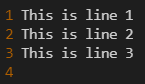 1 This is line 1
2 This is line 2
3 This is line 3
4